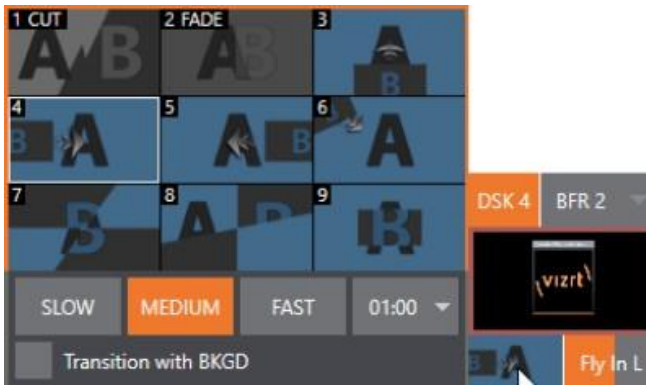 1 CUT
2 FADE
3
A B
A B
A
B
4
5
6
B A
A B
B A
7
8
9
A B
A B
A B
DSK 4
BFR 2
vizrt
SLOW
MEDIUM
FAST
01:00
Transition with BKGD
B A
Fly In L